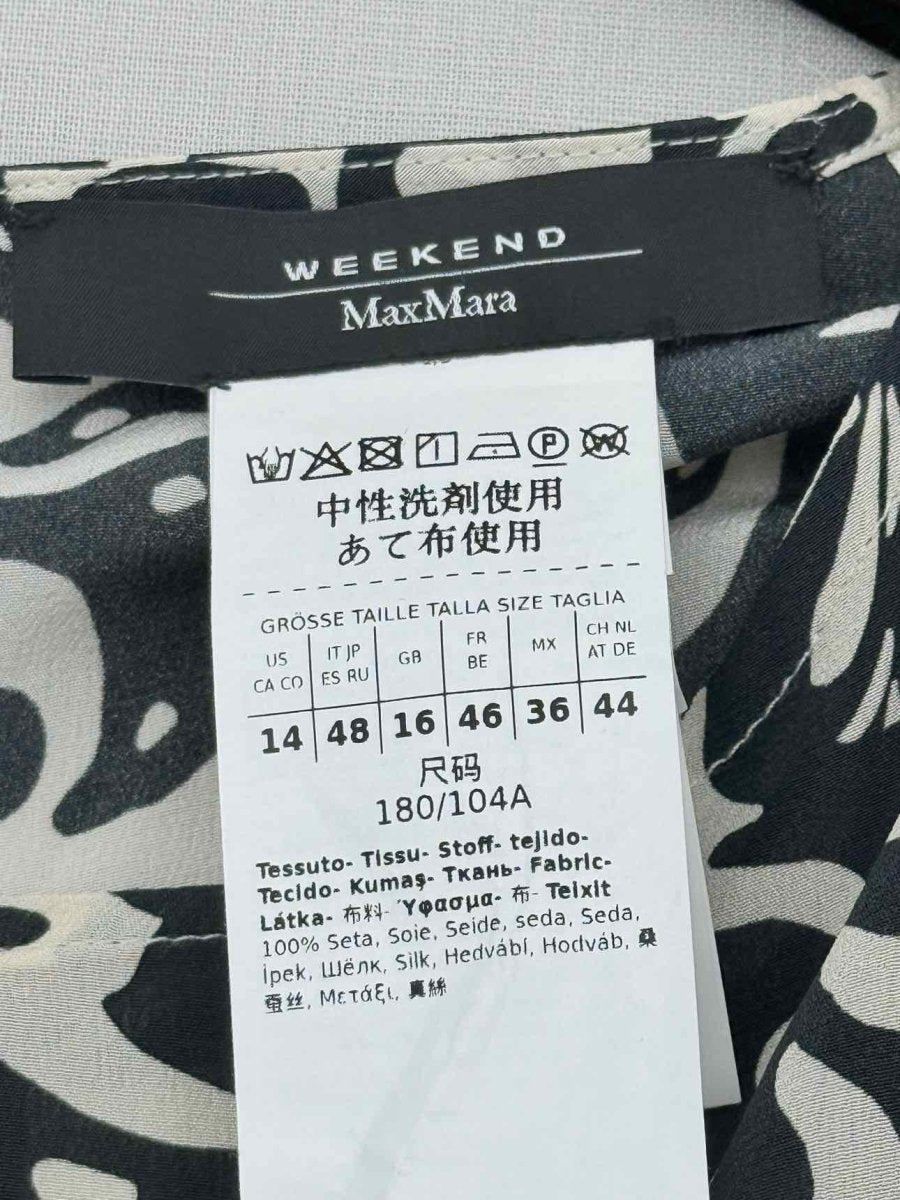 WEEKEND
MaxMara
P
W
中性洗剤使用
あて布使用
GRÖSSE TAILLE TALLA SIZE TAGLIA
US CA CO
IT JP ES RU
GB
FR BE
MX
CH NL AT DE
14 48 16 46 36 44
尺码
180/104A
Tessuto- Tissu- Stoff- tejido-
Tecido- Kumaş- Ткань- Fabric-
Látka- 布料- Ύφασμα- 布- Teixit
100% Seta, Soie, Seide, seda, Seda,
İpek, Шёлк, Silk, Hedvábí, Hodváb, 桑
蚕丝, Μετάξι, 真絲